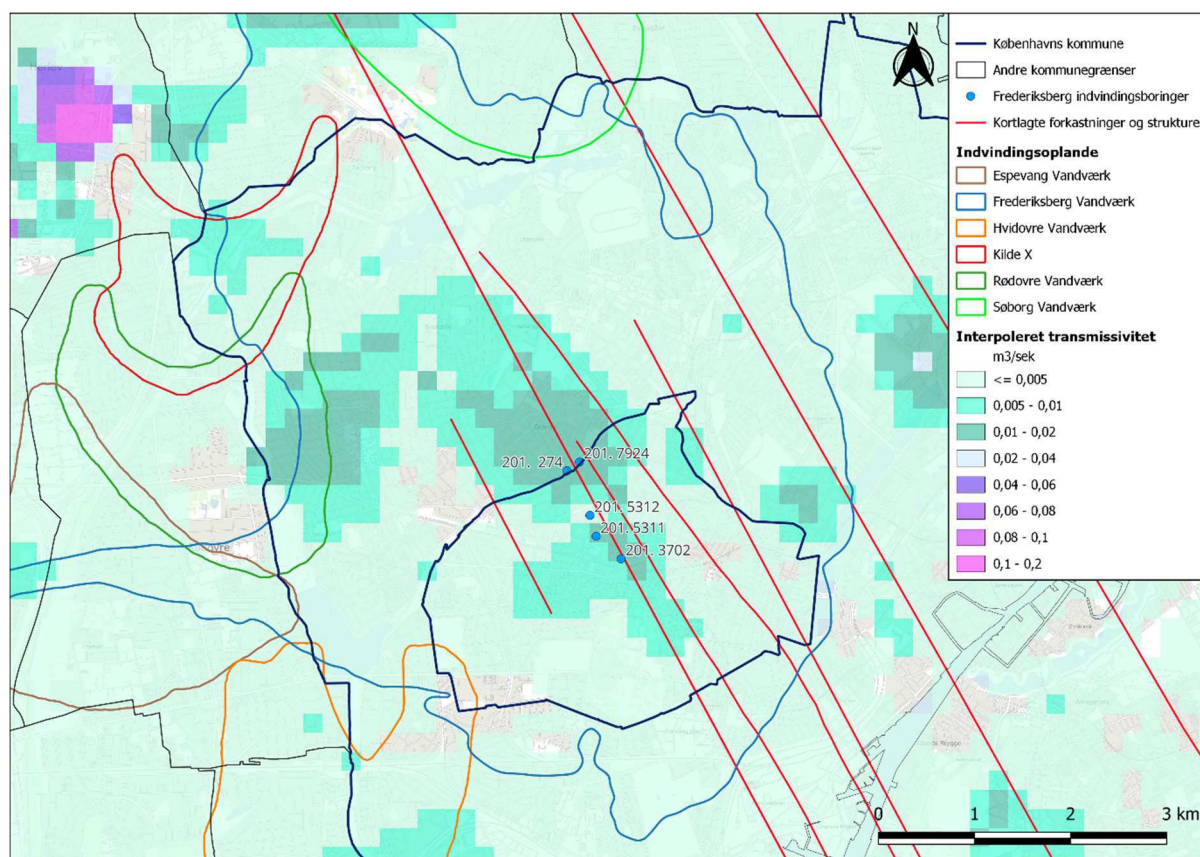 N
Københavns kommune
Andre kommunegrænser
Frederiksberg indvindingsboringer
Kortlagte forkastninger og strukture
Indvindingsoplande
Espevang Vandværk
Frederiksberg Vandværk
Hvidovre Vandværk
Kilde X
Rødovre Vandværk
Søborg Vandværk
Interpoleret transmissivitet
m3/sek
<= 0,005
0,005 - 0,01
0,01 - 0,02
0,02 - 0,04
0,04 - 0,06
0,06 - 0,08
0,08 - 0,1
0,1 - 0,2
201. 7924
201. 274
201. 5312
201. 5311
201. 3702
0 1 2 3 km